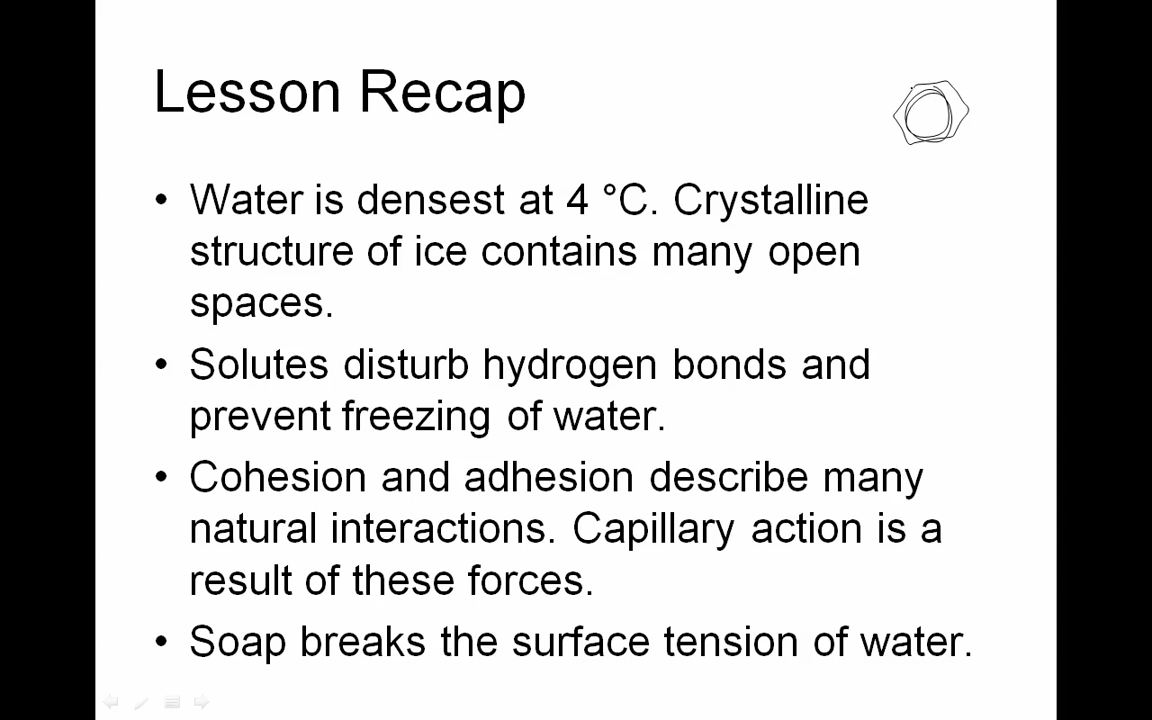 Lesson Recap
• Water is densest at 4 °C. Crystalline
structure of ice contains many open
spaces.
• Solutes disturb hydrogen bonds and
prevent freezing of water.
• Cohesion and adhesion describe many
natural interactions. Capillary action is a
result of these forces.
• Soap breaks the surface tension of water.